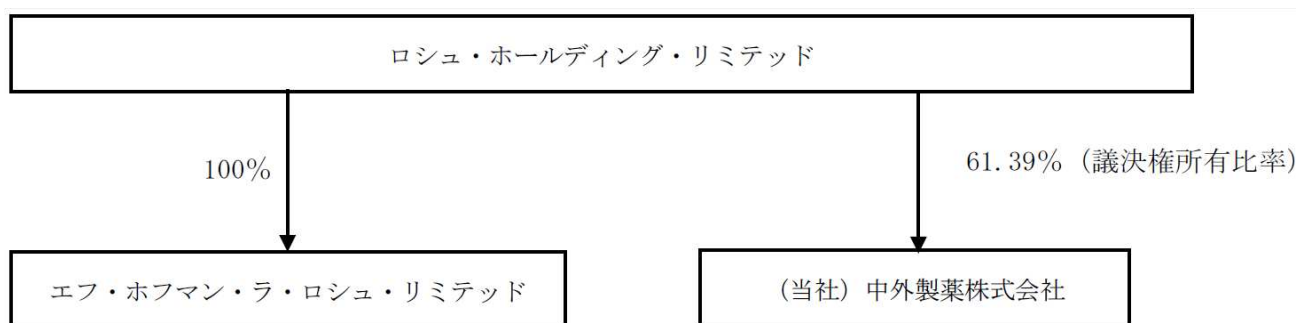 ロシュ・ホールディング・リミテッド
100%
61.39%（議決権所有比率）
エフ・ホフマン・ラ・ロシュ・リミテッド
（当社）中外製薬株式会社